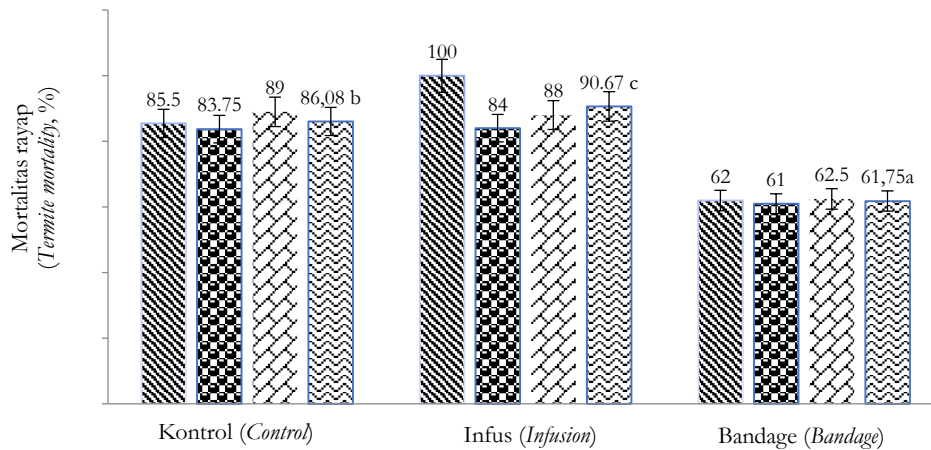 Mortalitas rayap
(Termite mortality, %)
85.5
83.75
89
86,08 b
100
84
88
90.67 c
62
61
62.5
61,75a
Kontrol (Control)
Infus (Infusion)
Bandage (Bandage)